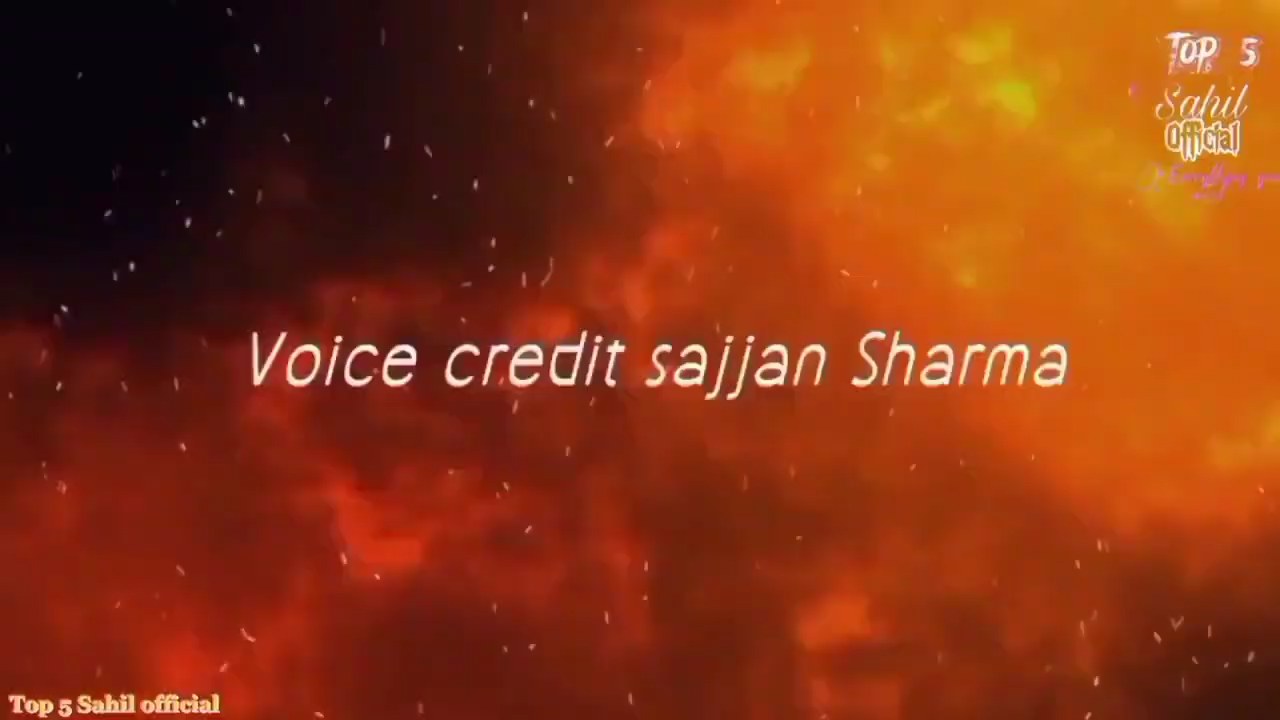 Top 5
Sahil
Official
Voice credit sajjan Sharma
Top 5 Sahil official